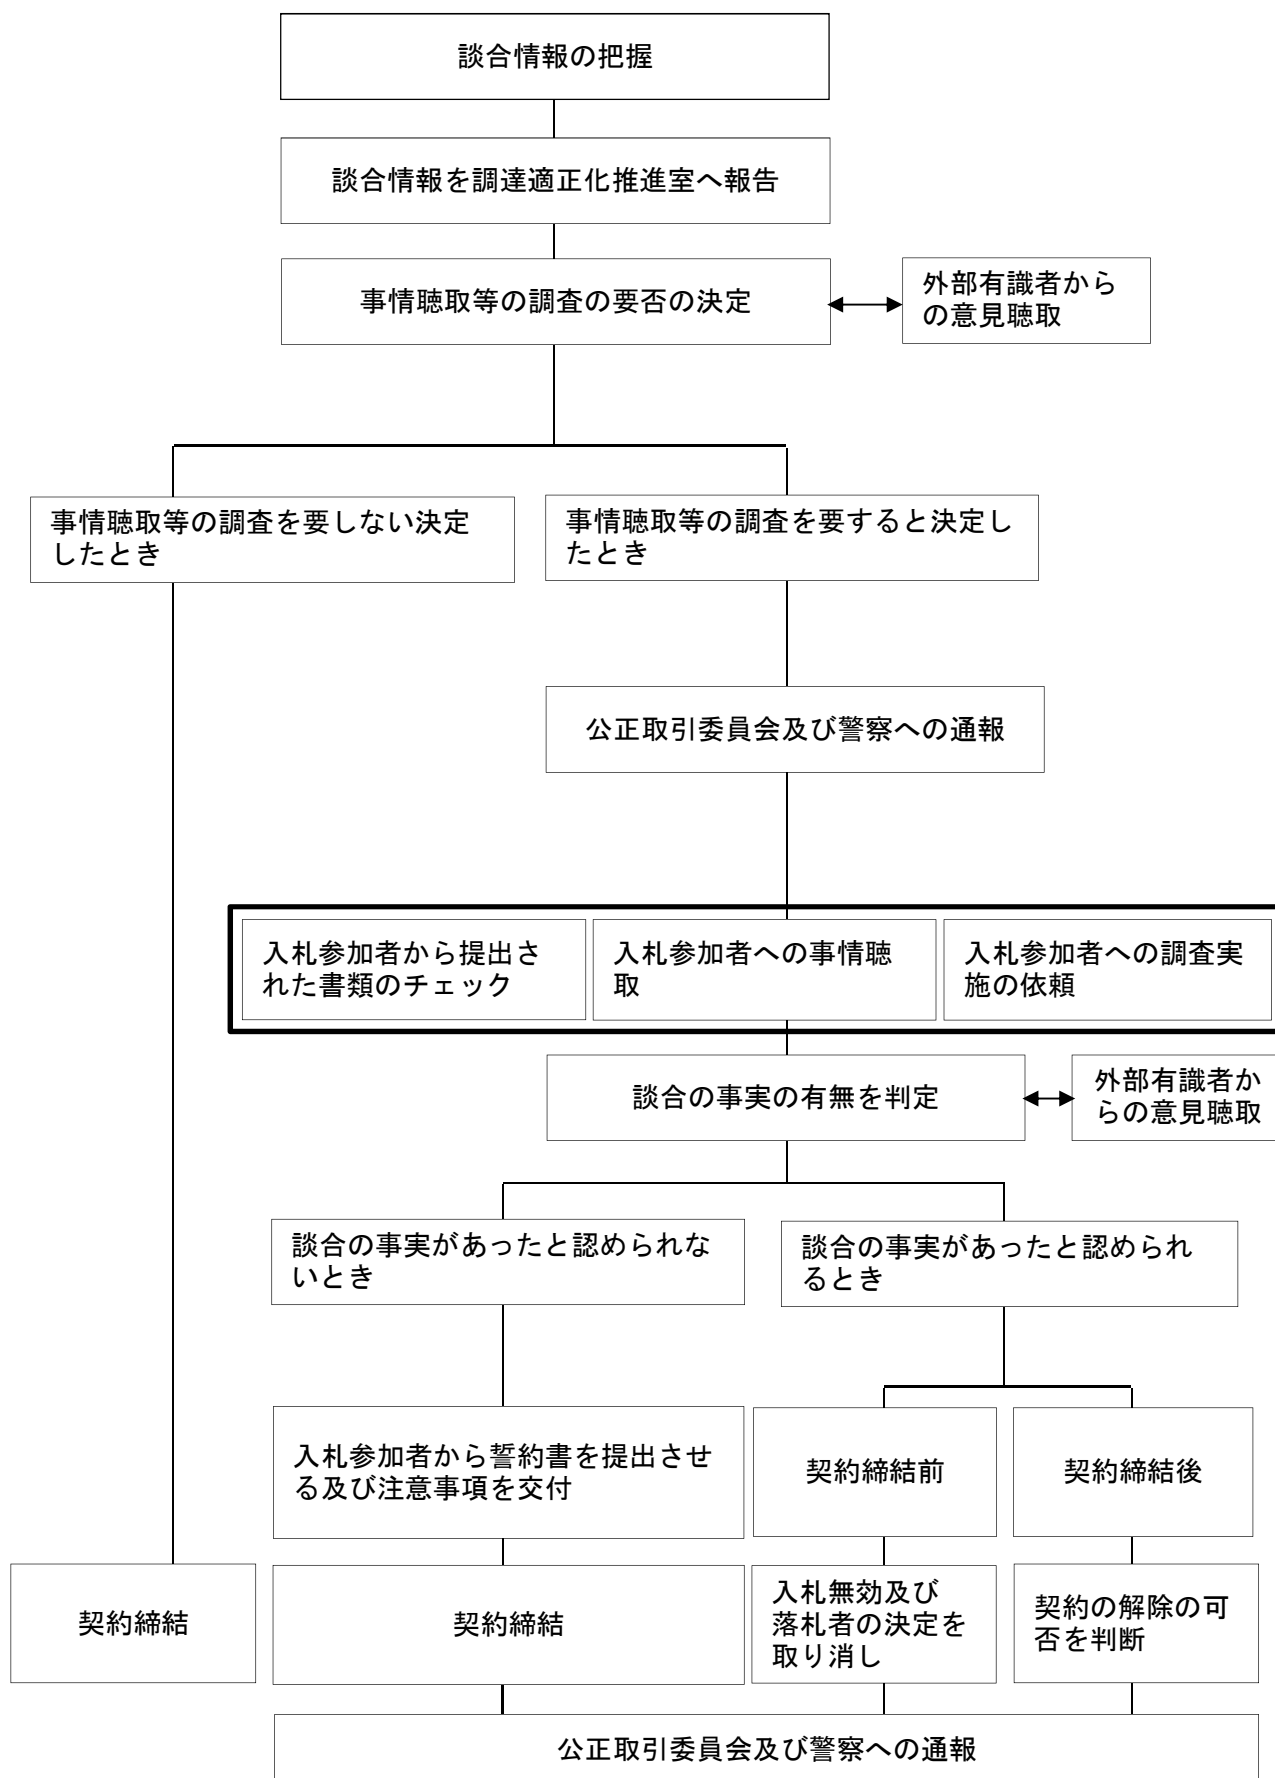 談合情報の把握
談合情報を調達適正化推進室へ報告
事情聴取等の調査の要否の決定
外部有識者から
の意見聴取
事情聴取等の調査を要しない決定
したとき
事情聴取等の調査を要すると決定し
たとき
公正取引委員会及び警察への通報
入札参加者から提出さ
れた書類のチェック
入札参加者への事情聴
取
入札参加者への調査実
施の依頼
談合の事実の有無を判定
外部有識者か
らの意見聴取
談合の事実があったと認められな
いとき
談合の事実があったと認められ
るとき
入札参加者から誓約書を提出させ
る及び注意事項を交付
契約締結前
契約締結後
契約締結
契約締結
入札無効及び
落札者の決定を
取り消し
契約の解除の可
否を判断
公正取引委員会及び警察への通報